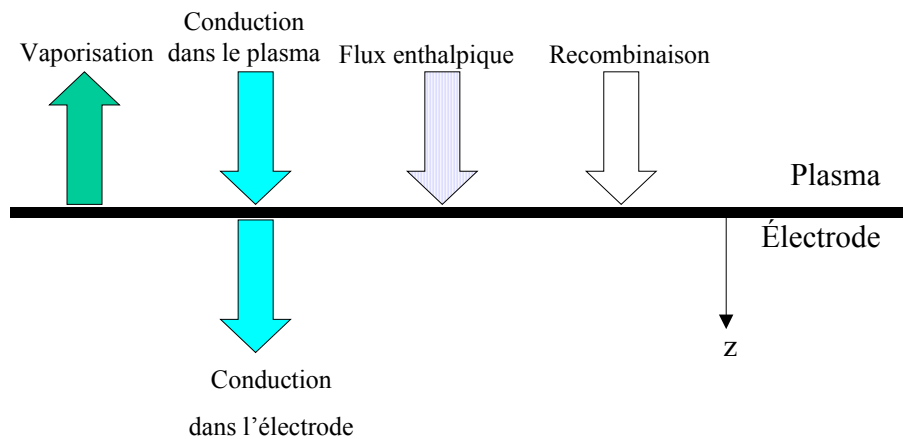 Vaporisation
Conduction
dans le plasma
Flux enthalpique
Recombinaison
Plasma
Électrode
z
Conduction
dans l’électrode